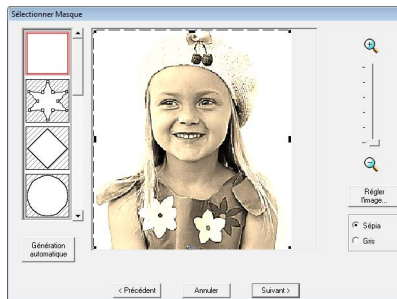 Sélectionner Masque
Régler
l'image...
Sépia
Gris
Génération
automatique
< Précédent
Annuler
Suivant >